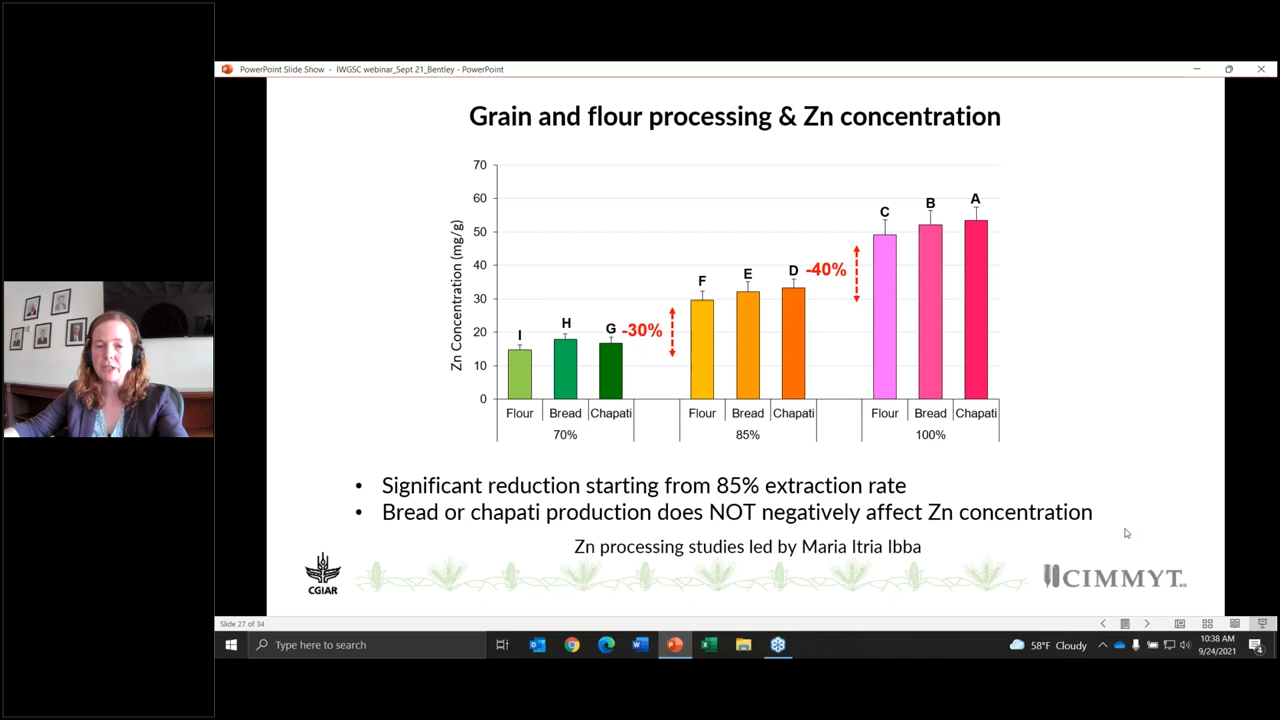 PowerPoint Slide Show - IWGSC webinar_Sept 21_Bentley - PowerPoint
Grain and flour processing & Zn concentration
Zn Concentration (mg/g)
70
60
50
40
30
20
10
0
I
H
G
-30%
F
E
D
-40%
C
B
A
Flour Bread Chapati Flour Bread Chapati Flour Bread Chapati
70% 85% 100%
• Significant reduction starting from 85% extraction rate
• Bread or chapati production does NOT negatively affect Zn concentration
Zn processing studies led by Maria Itria Ibba
CGIAR
CIMMYT
Slide 27 of 34
Type here to search
58°F Cloudy
10:38 AM
9/24/2021
4